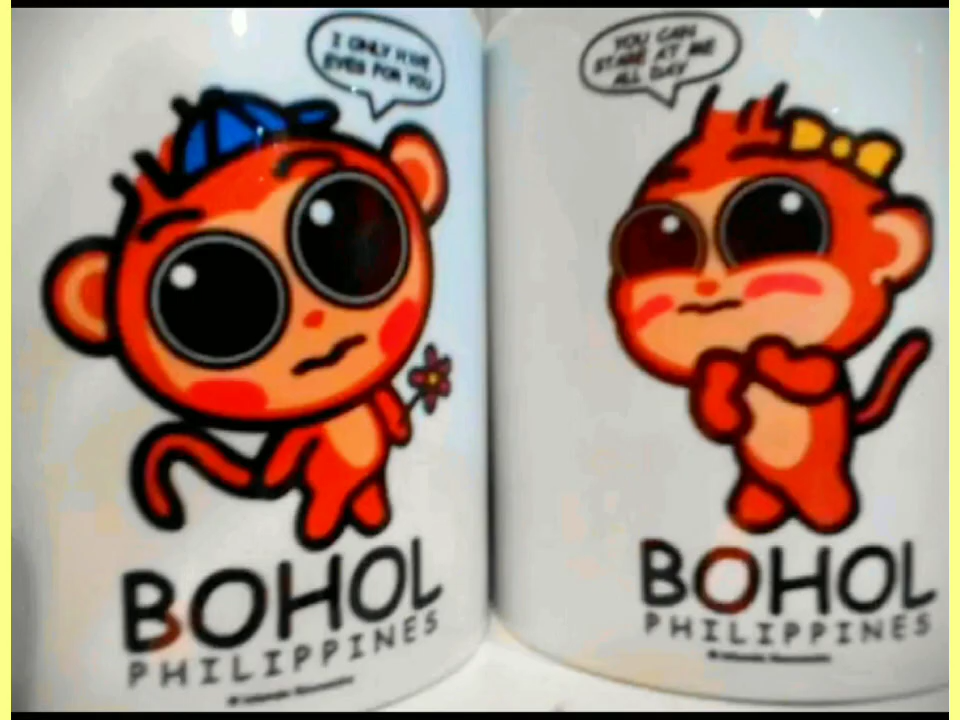 I ONLY HAVE
EYES FOR YOU
BOHOL
PHILIPPINES
YOU CAN
STARE AT ME
ALL DAY
BOHOL
PHILIPPINES